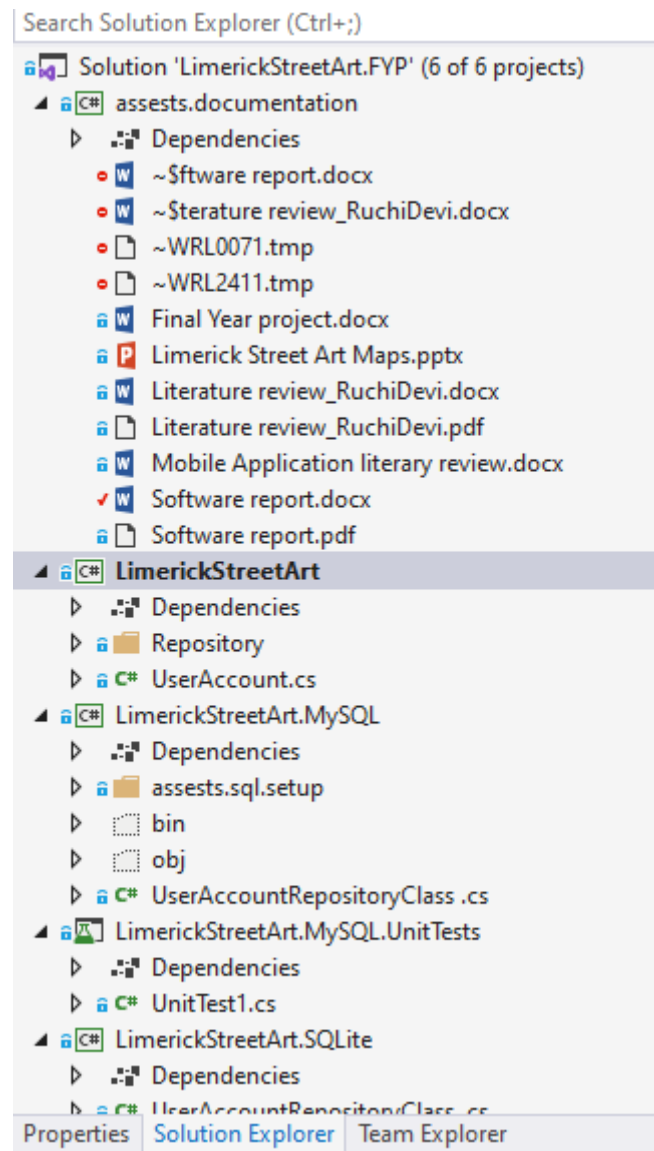 Search Solution Explorer (Ctrl+;)
Solution 'LimerickStreetArt.FYP' (6 of 6 projects)
C# assests.documentation
Dependencies
W ~$ftware report.docx
W ~$terature review_RuchiDevi.docx
~WRL0071.tmp
~WRL2411.tmp
W Final Year project.docx
P Limerick Street Art Maps.pptx
W Literature review_RuchiDevi.docx
Literature review_RuchiDevi.pdf
W Mobile Application literary review.docx
W Software report.docx
Software report.pdf
C# LimerickStreetArt
Dependencies
Repository
C# UserAccount.cs
C# LimerickStreetArt.MySQL
Dependencies
assests.sql.setup
bin
obj
C# UserAccountRepositoryClass .cs
LimerickStreetArt.MySQL.UnitTests
Dependencies
C# UnitTest1.cs
C# LimerickStreetArt.SQLite
Dependencies
C# UserAccountRepositoryClass .cs
Properties Solution Explorer Team Explorer